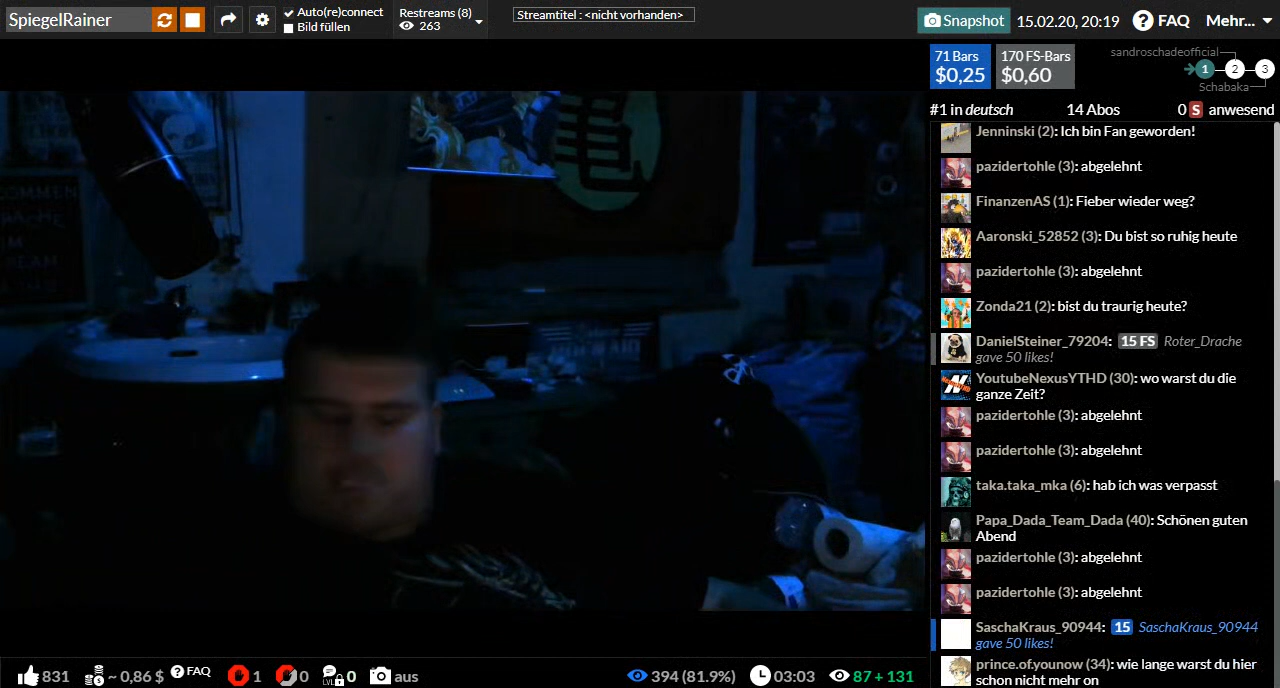 SpiegelRainer
Auto(re)connect
Bild füllen
Restreams (8)
263
Streamtitel : <nicht vorhanden>
Snapshot
15.02.20, 20:19
FAQ
Mehr...
71 Bars
$0,25
170 FS-Bars
$0,60
sandroschadeofficial
1 2 3
Schabaka
#1 in deutsch
14 Abos
0 S anwesend
Jenninski (2): Ich bin Fan geworden!
pazidertohle (3): abgelehnt
FinanzenAS (1): Fieber wieder weg?
Aaronski_52852 (3): Du bist so ruhig heute
pazidertohle (3): abgelehnt
Zonda21 (2): bist du traurig heute?
DanielSteiner_79204: 15 FS Roter_Drache
gave 50 likes!
YoutubeNexusYTHD (30): wo warst du die
ganze Zeit?
pazidertohle (3): abgelehnt
pazidertohle (3): abgelehnt
taka.taka_mka (6): hab ich was verpasst
Papa_Dada_Team_Dada (40): Schönen guten
Abend
pazidertohle (3): abgelehnt
pazidertohle (3): abgelehnt
SaschaKraus_90944: 15 SaschaKraus_90944
gave 50 likes!
prince.of.younow (34): wie lange warst du hier
schon nicht mehr on
831
~ 0,86 $
FAQ
1
0
LVL
0
aus
394 (81.9%)
03:03
87 + 131